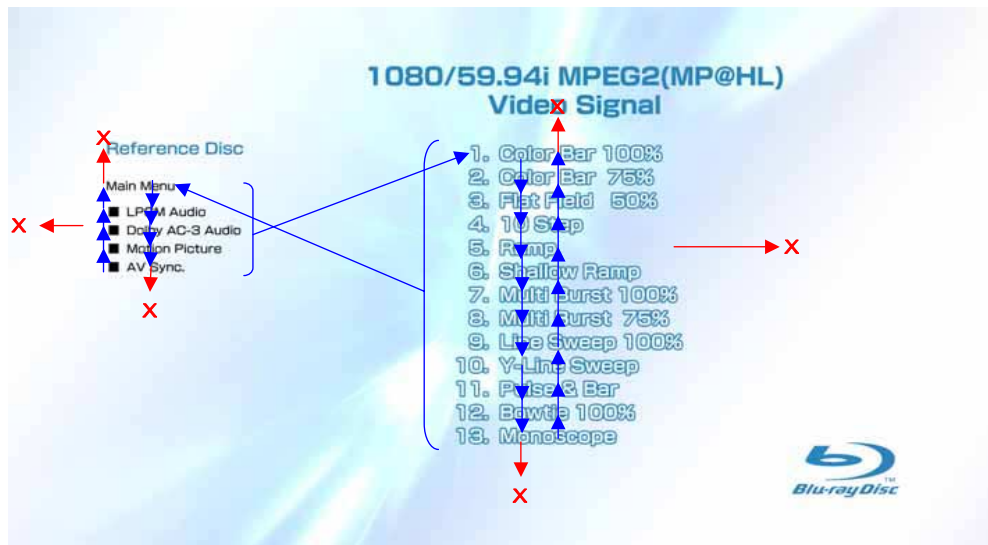 1080/59.94i MPEG2(MP@HL)
Video Signal
Reference Disc
Main Menu
■ LPCM Audio
■ Dolby AC-3 Audio
■ Motion Picture
■ AV Sync.
1. Color Bar 100%
2. Color Bar 75%
3. Flat Field 50%
4. 10 Step
5. Ramp
6. Shallow Ramp
7. Multi Burst 100%
8. Multi Burst 75%
9. Line Sweep 100%
10. Y-Line Sweep
11. Pulse & Bar
12. Bowtie 100%
13. Monoscope
X
X
X
X
X
X
Blu-ray Disc™